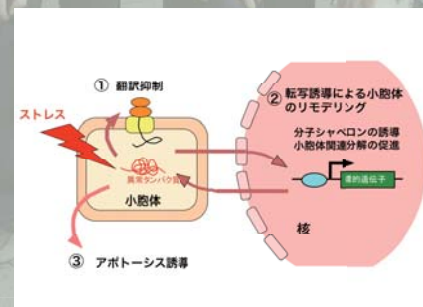 ① 翻訳抑制
ストレス
異常タンパク質
小胞体
③ アポトーシス誘導
② 転写誘導による小胞体
のリモデリング
分子シャペロンの誘導
小胞体関連分解の促進
標的遺伝子
核